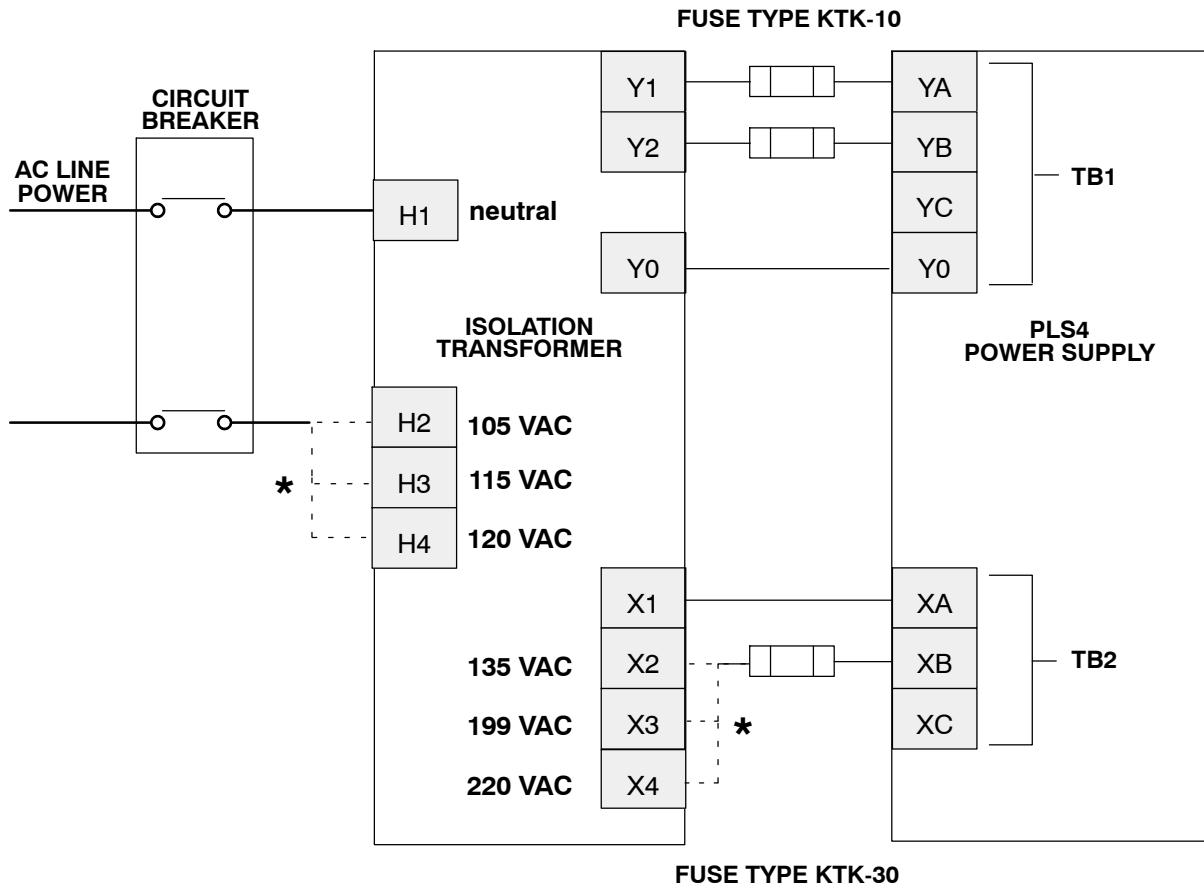 FUSE TYPE KTK-10
CIRCUIT
BREAKER
AC LINE
POWER
Y1
YA
Y2
YB
TB1
H1
neutral
YC
Y0
Y0
ISOLATION
TRANSFORMER
PLS4
POWER SUPPLY
H2
105 VAC
*
H3
115 VAC
H4
120 VAC
X1
XA
135 VAC
X2
XB
TB2
199 VAC
X3
*
XC
220 VAC
X4
FUSE TYPE KTK-30